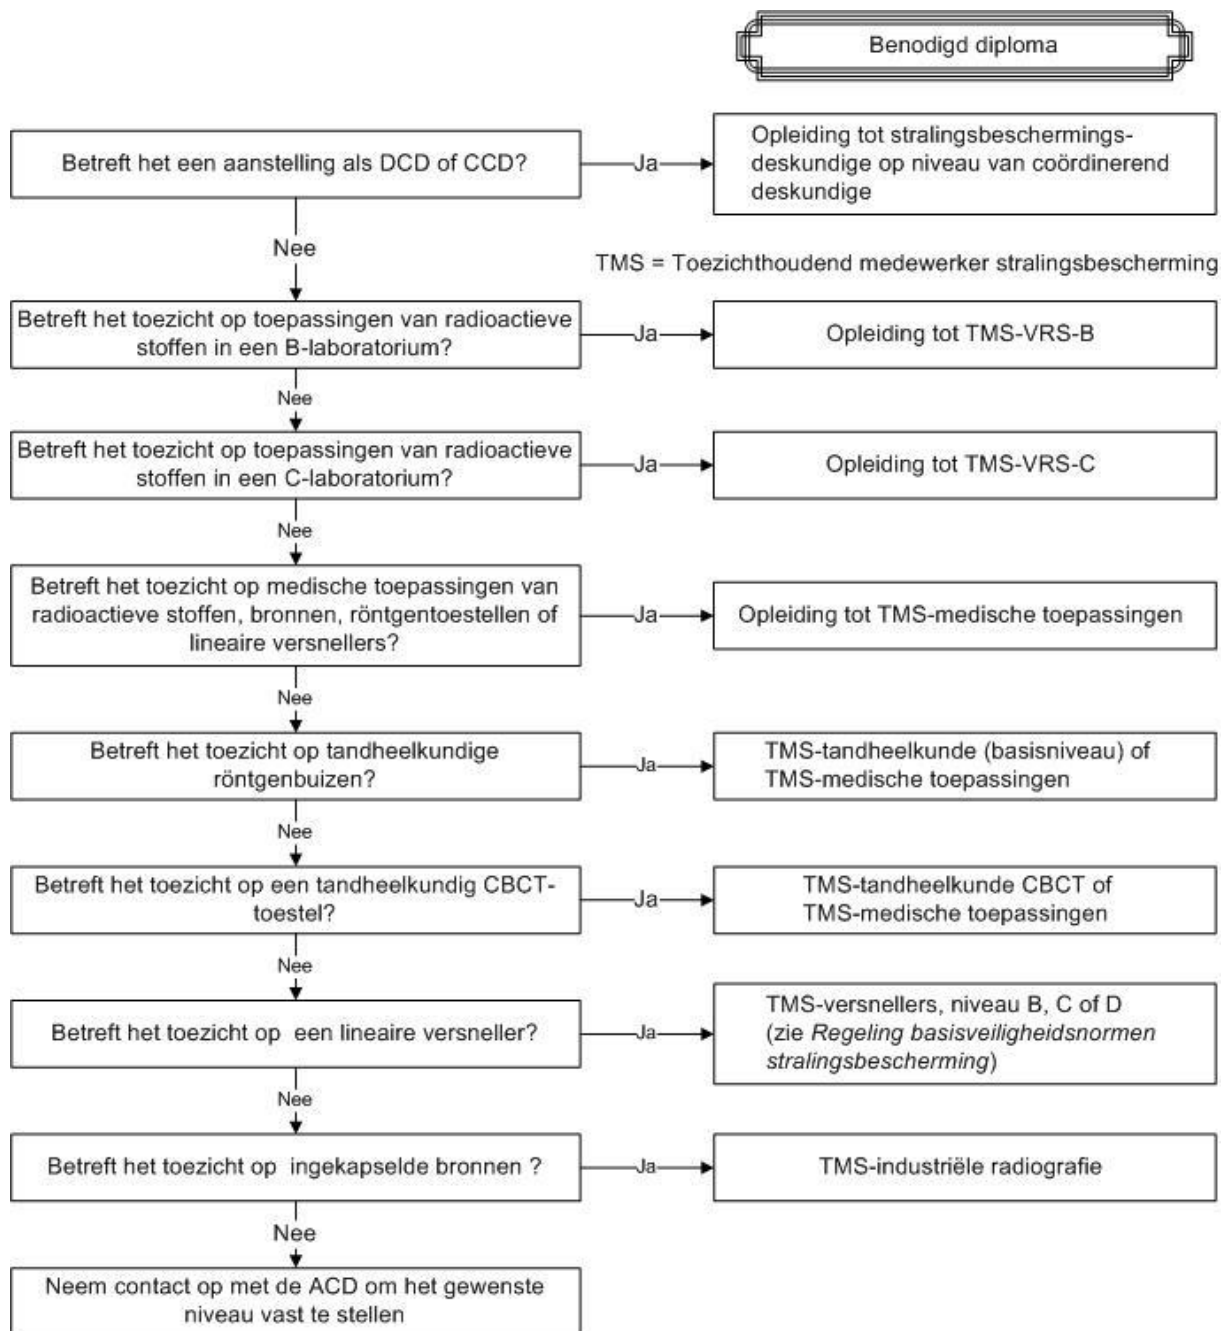 Benodigd diploma
Betreft het een aanstelling als DCD of CCD?
Ja
Opleiding tot stralingsbeschermings-
deskundige op niveau van coördinerend
deskundige
Nee
TMS = Toezichthoudend medewerker stralingsbescherming
Betreft het toezicht op toepassingen van radioactieve
stoffen in een B-laboratorium?
Ja
Opleiding tot TMS-VRS-B
Nee
Betreft het toezicht op toepassingen van radioactieve
stoffen in een C-laboratorium?
Ja
Opleiding tot TMS-VRS-C
Nee
Betreft het toezicht op medische toepassingen van
radioactieve stoffen, bronnen, röntgentoestellen of
lineaire versnellers?
Ja
Opleiding tot TMS-medische toepassingen
Nee
Betreft het toezicht op tandheelkundige
röntgenbuizen?
Ja
TMS-tandheelkunde (basisniveau) of
TMS-medische toepassingen
Nee
Betreft het toezicht op een tandheelkundig CBCT-
toestel?
Ja
TMS-tandheelkunde CBCT of
TMS-medische toepassingen
Nee
Betreft het toezicht op een lineaire versneller?
Ja
TMS-versnellers, niveau B, C of D
(zie Regeling basisveiligheidsnormen
stralingsbescherming)
Nee
Betreft het toezicht op ingekapselde bronnen ?
Ja
TMS-industriële radiografie
Nee
Neem contact op met de ACD om het gewenste
niveau vast te stellen